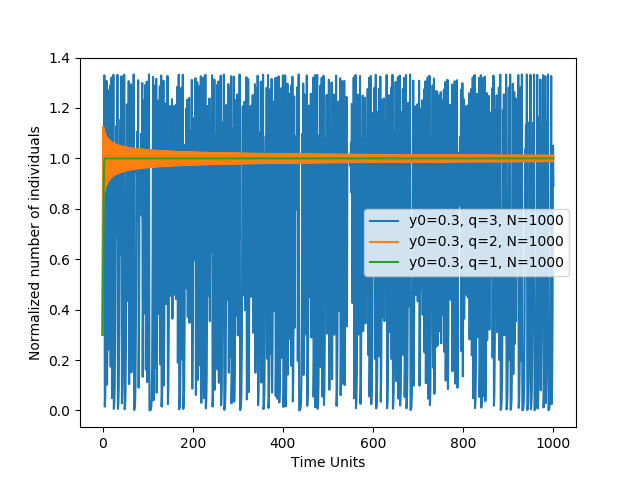 1.4
1.2
1.0
0.8
0.6
0.4
0.2
0.0
Normalized number of individuals
y0=0.3, q=3, N=1000
y0=0.3, q=2, N=1000
y0=0.3, q=1, N=1000
0 200 400 600 800 1000
Time Units